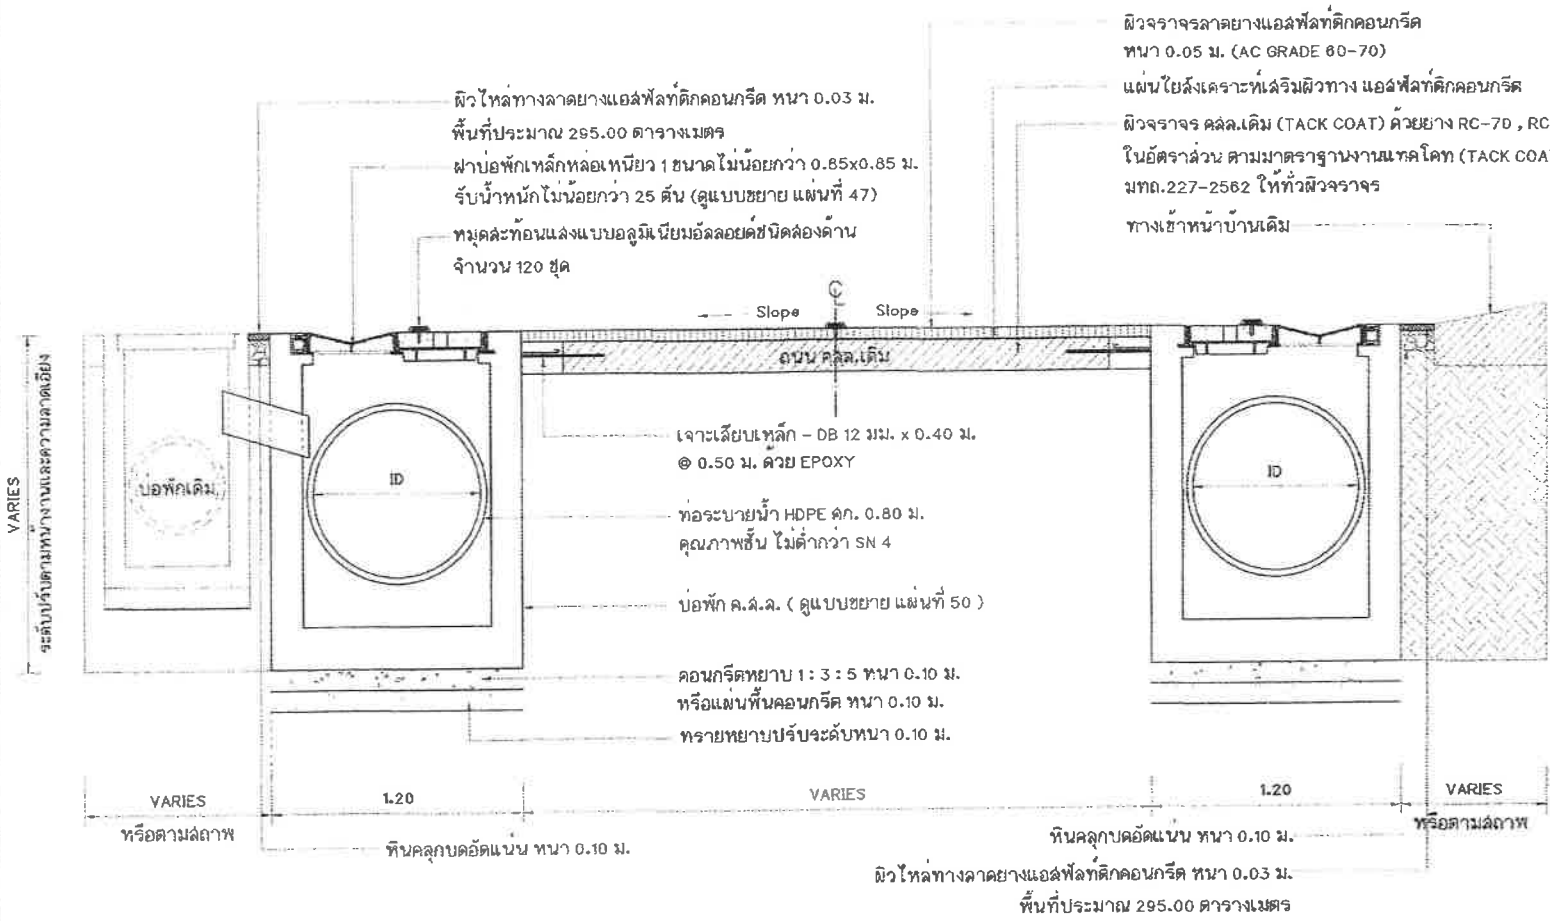 ผิวจราจรลาดยางแอสฟัลท์ติกคอนกรีต
หนา 0.05 ม. (AC GRADE 60-70)
แผ่นใยสังเคราะห์เสริมผิวทาง แอสฟัลท์ติกคอนกรีต
ผิวจราจร คสล.เดิม (TACK COAT) ด้วยยาง RC-70 , RC
ในอัตราส่วน ตามมาตราฐานงานแทคโคท (TACK COA
มทถ.227-2562 ให้ทั่วผิวจราจร
ทางเข้าหน้าบ้านเดิม
ผิวไหล่ทางลาดยางแอสฟัลท์ติกคอนกรีต หนา 0.03 ม.
พื้นที่ประมาณ 295.00 ตารางเมตร
ฝาบ่อพักเหล็กหล่อเหนียว 1 ขนาดไม่น้อยกว่า 0.85x0.85 ม.
รับน้ำหนักไม่น้อยกว่า 25 ตัน (ดูแบบขยาย แผ่นที่ 47)
หมุดสะท้อนแสงแบบอลูมิเนียมอัลลอยด์ชนิดสองด้าน
จำนวน 120 ชุด
Slope
Slope
ถนน คสล.เดิม
VARIES
ระดับปรับตามหน้างานและความลาดเอียง
บ่อพักเดิม
ID
ID
เจาะเสียบเหล็ก - DB 12 มม. x 0.40 ม.
@ 0.50 ม. ด้วย EPOXY
ท่อระบายน้ำ HDPE ศก. 0.80 ม.
คุณภาพชั้น ไม่ต่ำกว่า SN 4
บ่อพัก ค.ส.ล. ( ดูแบบขยาย แผ่นที่ 50 )
คอนกรีตหยาบ 1 : 3 : 5 หนา 0.10 ม.
หรือแผ่นพื้นคอนกรีต หนา 0.10 ม.
ทรายหยาบปรับระดับหนา 0.10 ม.
VARIES
1.20
VARIES
1.20
VARIES
หรือตามสภาพ
หรือตามสภาพ
หินคลุกบดอัดแน่น หนา 0.10 ม.
หินคลุกบดอัดแน่น หนา 0.10 ม.
ผิวไหล่ทางลาดยางแอสฟัลท์ติกคอนกรีต หนา 0.03 ม.
พื้นที่ประมาณ 295.00 ตารางเมตร